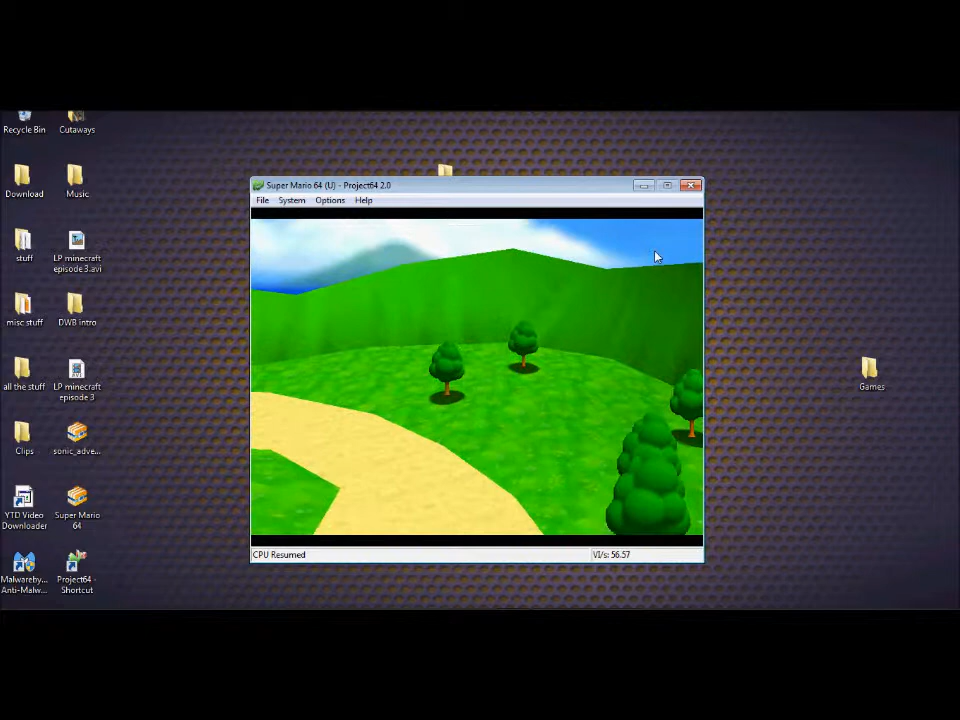 Super Mario 64 (U) - Project64 2.0
File System Options Help
CPU Resumed
VI/s: 56.57
Recycle Bin
Cutaways
Download
Music
stuff
LP minecraft
episode 3.avi
misc stuff
DWB intro
all the stuff
LP minecraft
episode 3
Clips
sonic_adve...
YTD Video
Downloader
Super Mario
64
Malwareby...
Anti-Malw...
Project64 -
Shortcut
Games